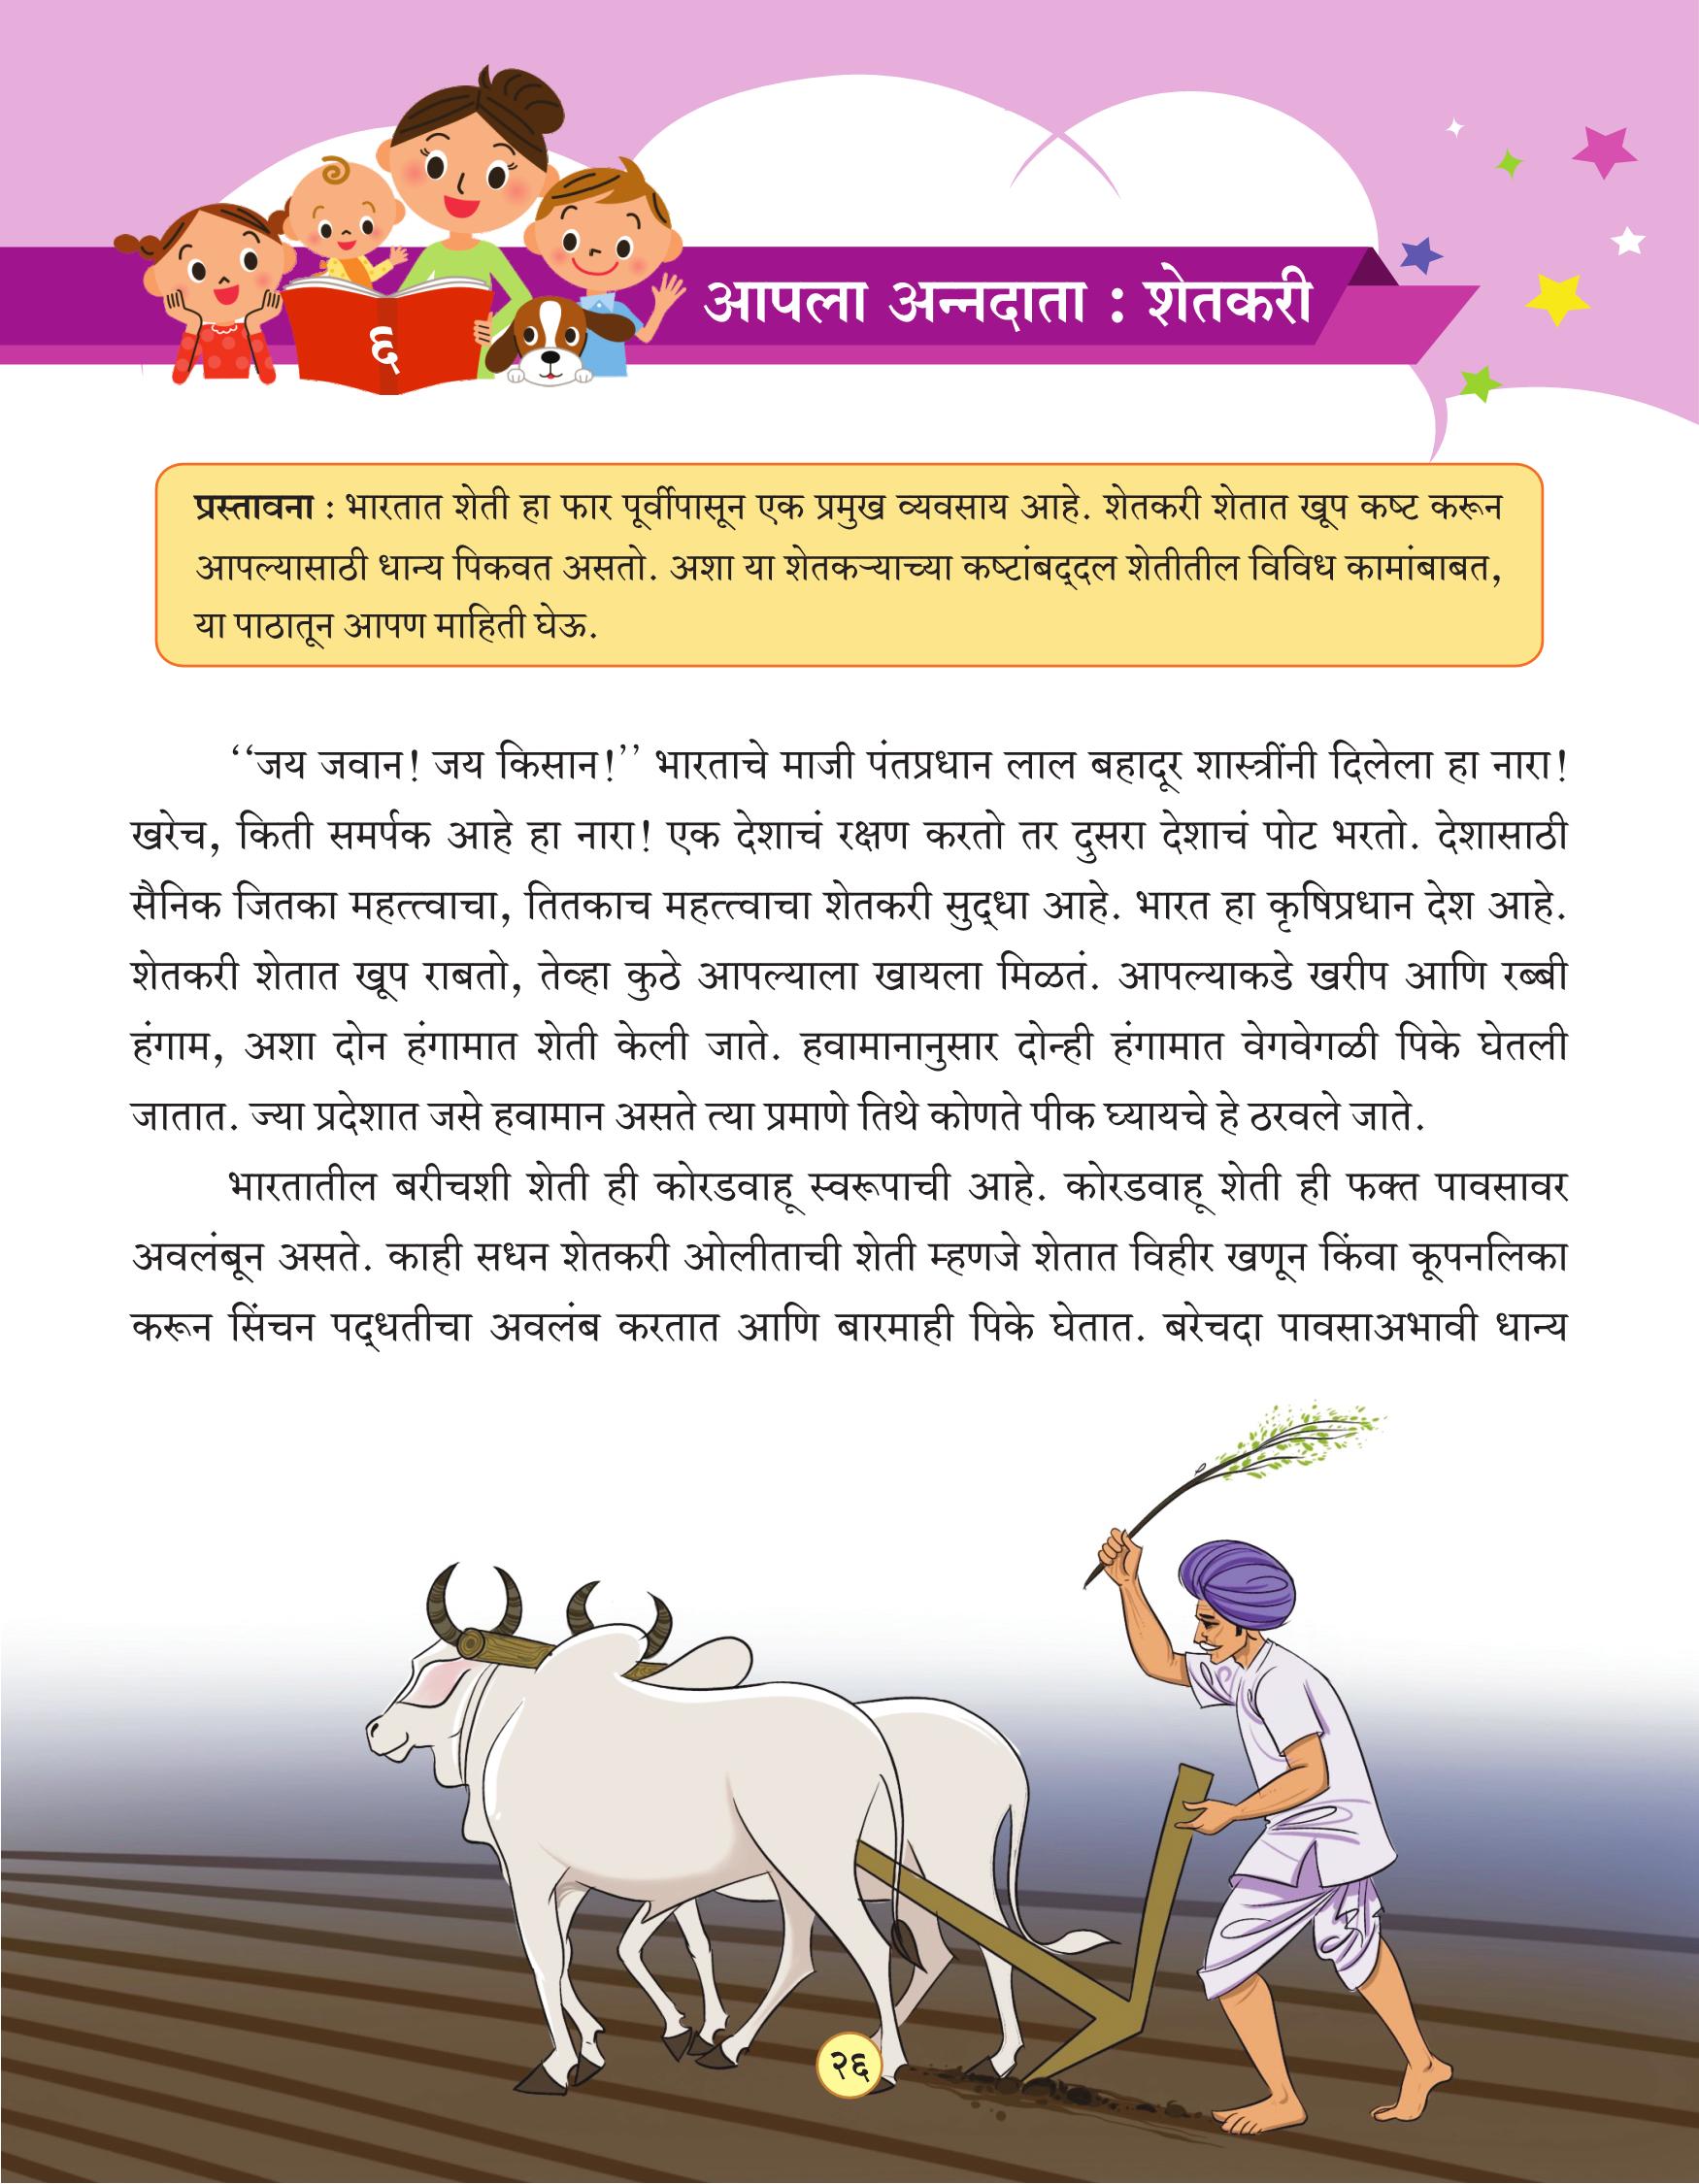 ६
आपला अन्नदाता : शेतकरी
प्रस्तावना : भारतात शेती हा फार पूर्वीपासून एक प्रमुख व्यवसाय आहे. शेतकरी शेतात खूप कष्ट करून
आपल्यासाठी धान्य पिकवत असतो. अशा या शेतकऱ्याच्या कष्टांबद्‌दल शेतीतील विविध कामांबाबत,
या पाठातून आपण माहिती घेऊ.
‘‘जय जवान! जय किसान!’’ भारताचे माजी पंतप्रधान लाल बहादूर शास्त्रींनी दिलेला हा नारा!
खरेच, किती समर्पक आहे हा नारा! एक देशाचं रक्षण करतो तर दुसरा देशाचं पोट भरतो. देशासाठी
सैनिक जितका महत्त्वाचा, तितकाच महत्त्वाचा शेतकरी सुद्‌धा आहे. भारत हा कृषिप्रधान देश आहे.
शेतकरी शेतात खूप राबतो, तेव्हा कुठे आपल्याला खायला मिळतं. आपल्याकडे खरीप आणि रब्बी
हंगाम, अशा दोन हंगामात शेती केली जाते. हवामानानुसार दोन्ही हंगामात वेगवेगळी पिके घेतली
जातात. ज्या प्रदेशात जसे हवामान असते त्या प्रमाणे तिथे कोणते पीक घ्यायचे हे ठरवले जाते.
भारतातील बरीचशी शेती ही कोरडवाहू स्वरूपाची आहे. कोरडवाहू शेती ही फक्त पावसावर
अवलंबून असते. काही सधन शेतकरी ओलीताची शेती म्हणजे शेतात विहीर खणून किंवा कूपनलिका
करून सिंचन पद्‌धतीचा अवलंब करतात आणि बारमाही पिके घेतात. बरेचदा पावसाअभावी धान्य
२६